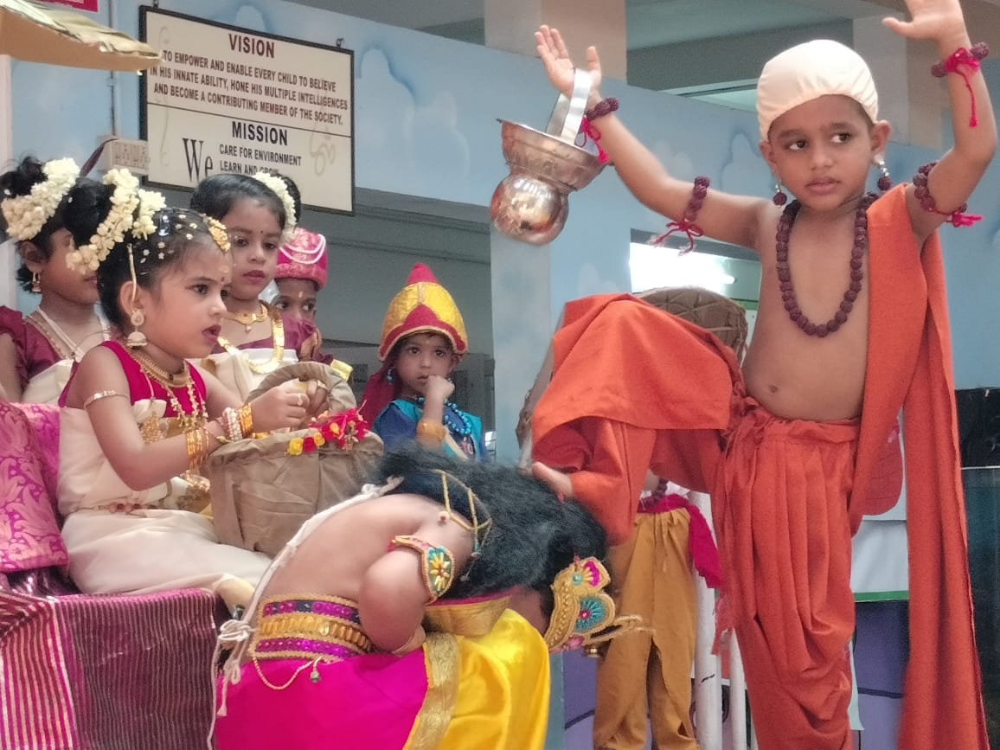 VISION
TO EMPOWER AND ENABLE EVERY CHILD TO BELIEVE
IN HIS INNATE ABILITY, HONE HIS MULTIPLE INTELLIGENCES
AND BECOME A CONTRIBUTING MEMBER OF THE SOCIETY.
MISSION
We CARE FOR ENVIRONMENT
LEARN AND